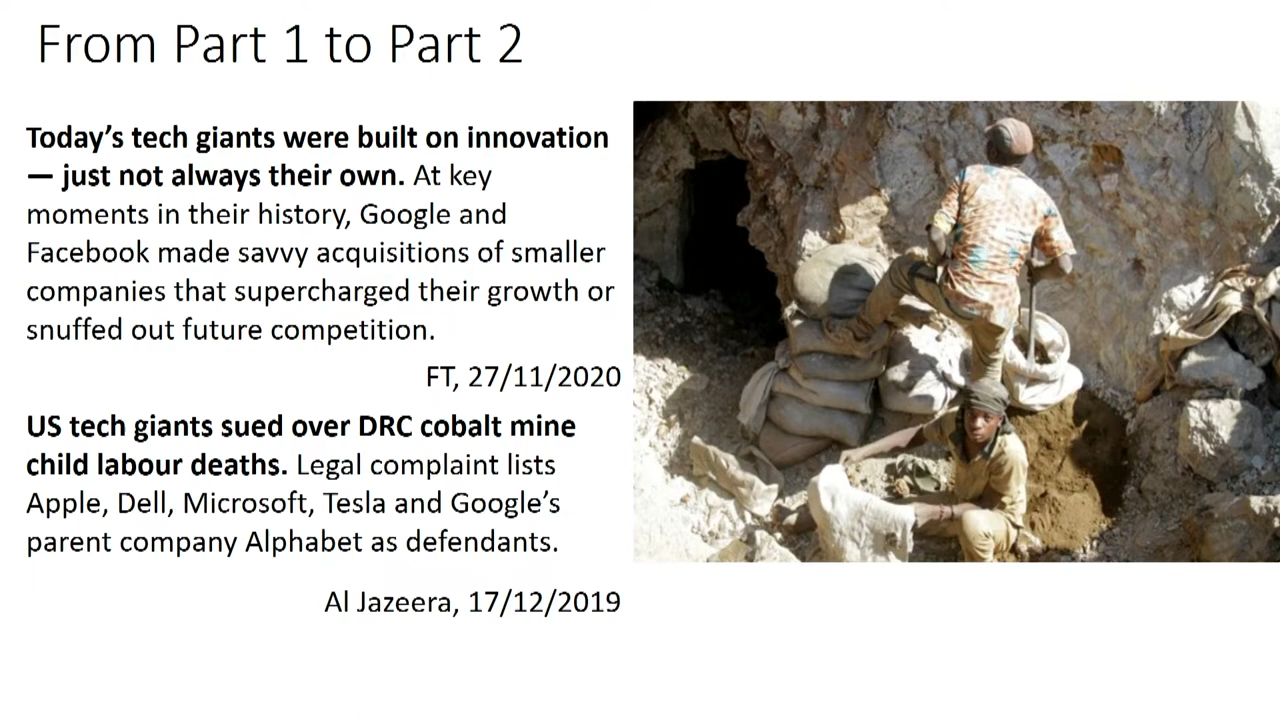 From Part 1 to Part 2
Today’s tech giants were built on innovation
— just not always their own. At key
moments in their history, Google and
Facebook made savvy acquisitions of smaller
companies that supercharged their growth or
snuffed out future competition.
FT, 27/11/2020
US tech giants sued over DRC cobalt mine
child labour deaths. Legal complaint lists
Apple, Dell, Microsoft, Tesla and Google’s
parent company Alphabet as defendants.
Al Jazeera, 17/12/2019